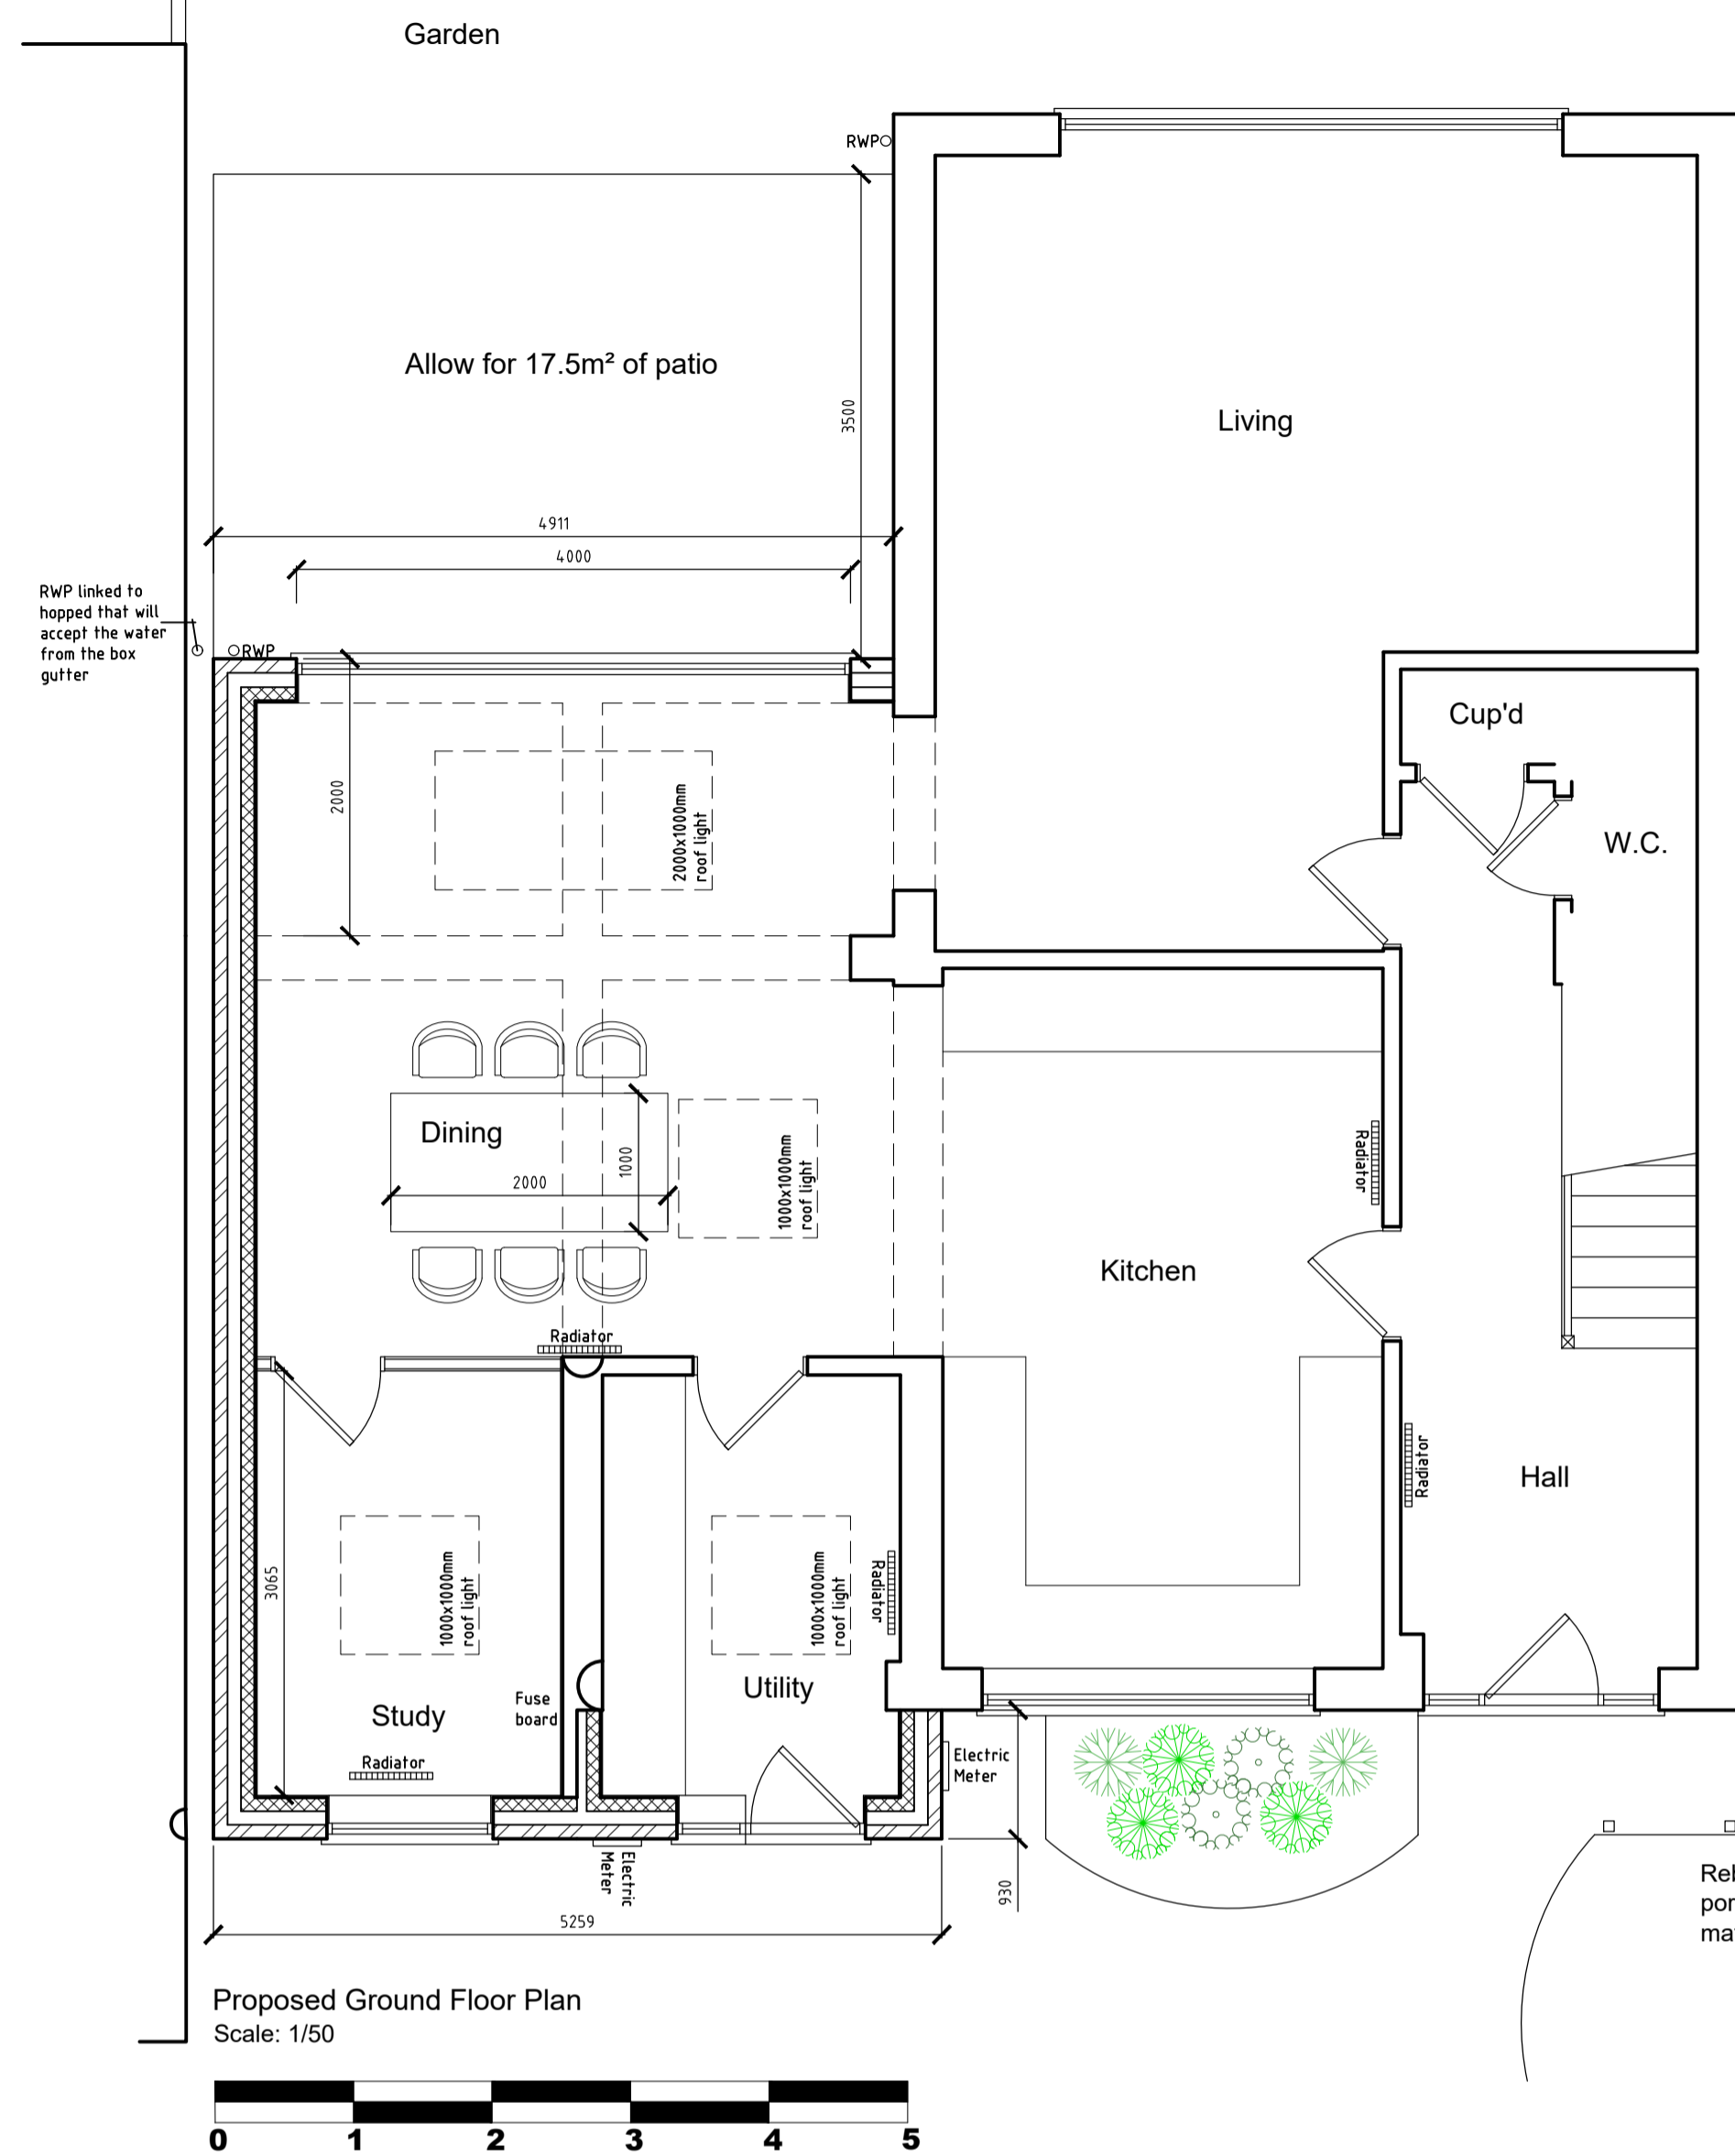 Garden
RWP
Allow for 17.5m² of patio
3500
Living
4911
4000
RWP linked to
hopped that will
accept the water
from the box
gutter
RWP
Cup'd
2000
2000x1000mm
roof light
W.C.
Dining
1000
2000
1000x1000mm
roof light
Radiator
Kitchen
Radiator
Radiator
Hall
3065
1000x1000mm
roof light
1000x1000mm
roof light
Radiator
Utility
Study
Fuse
board
Radiator
Electric
Meter
Electric
Meter
930
5259
Proposed Ground Floor Plan
Scale: 1/50
0 1 2 3 4 5